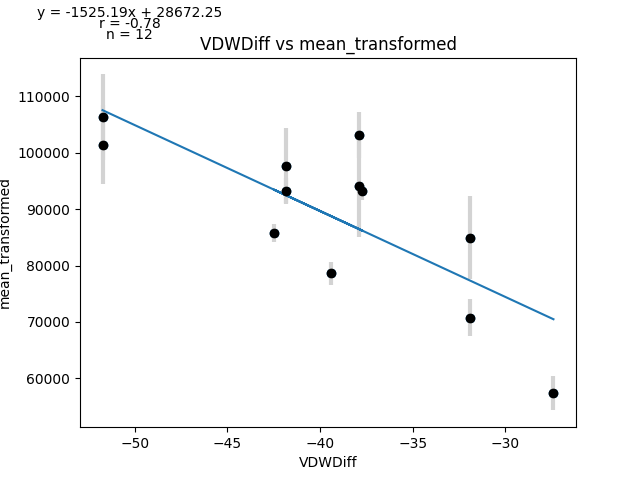 y = -1525.19x + 28672.25
r = -0.78
n = 12
VDWDiff vs mean_transformed
110000
100000
90000
80000
70000
60000
mean_transformed
−50
−45
−40
−35
−30
VDWDiff